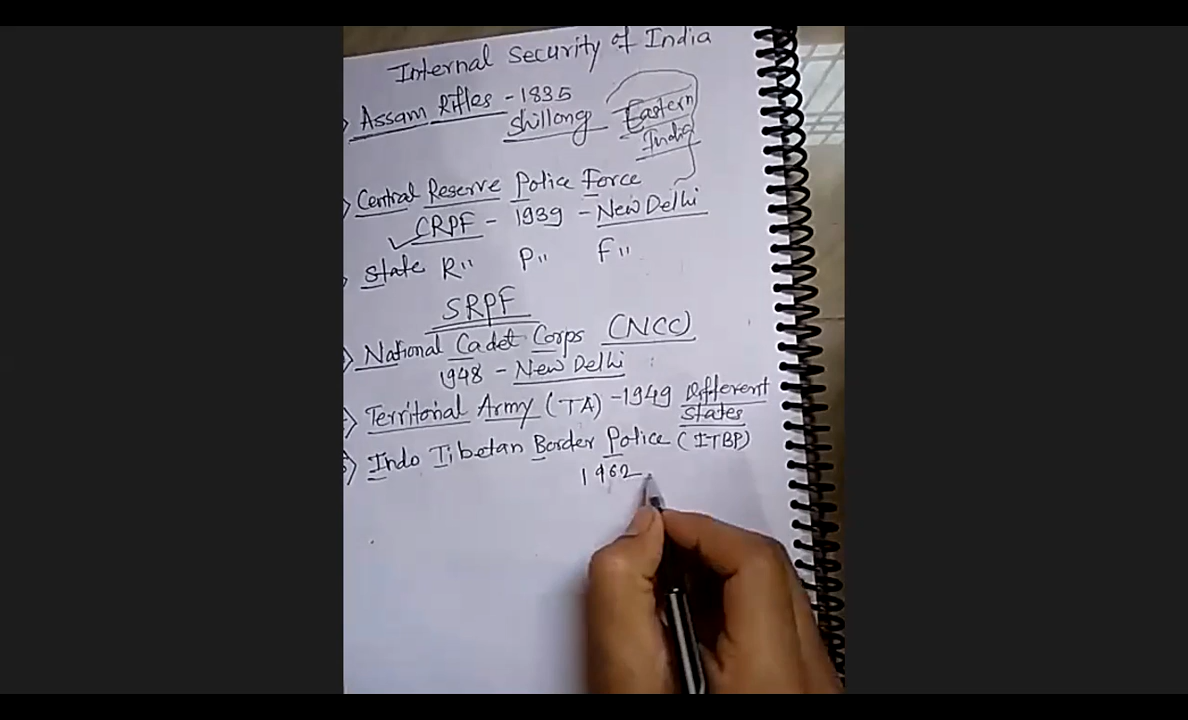 Internal Security of India
Assam Rifles - 1835
Shillong
Eastern
India
Central Reserve Police Force
CRPF - 1939 - New Delhi
State R" P" F"
SRPF
National Cadet Corps (NCC)
1948 - New Delhi
Territorial Army (TA) - 1949 Different
States
Indo Tibetan Border Police (ITBP)
1962